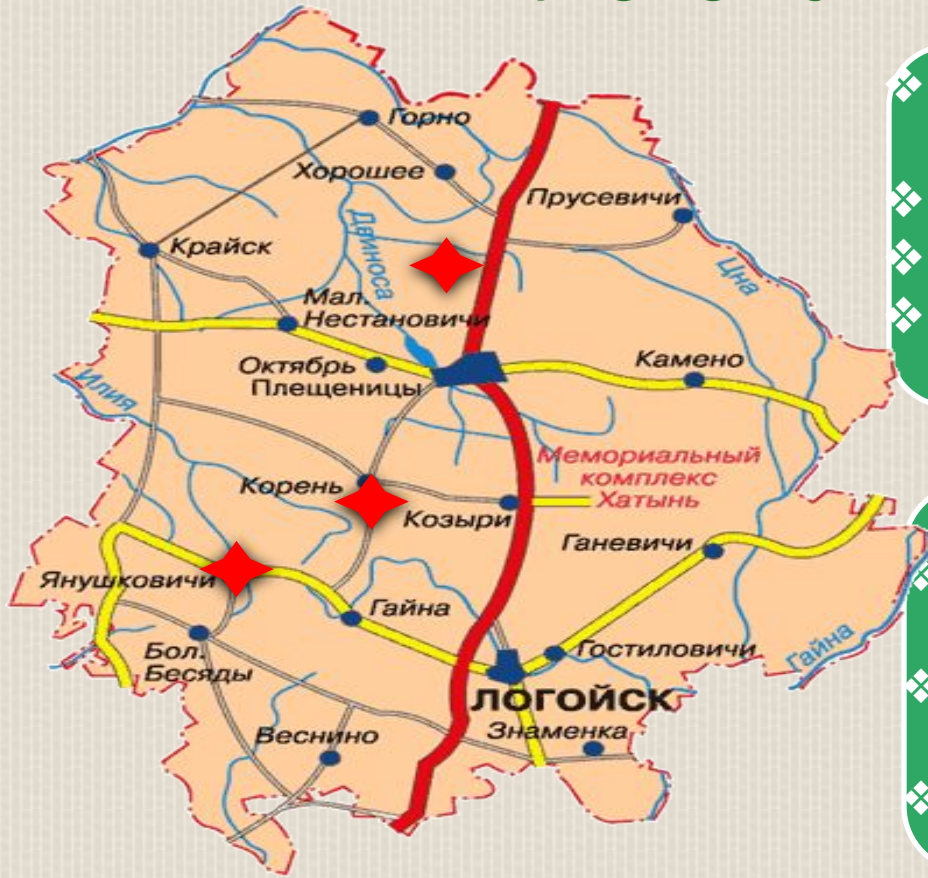 Горно
Хорошее
Прусевичи
Двиноса
Крайск
Цна
Мал.
Нестановичи
Октябрь
Камено
Плещеницы
Илия
Мемориальный
комплекс
Хатынь
Корень
Козыри
Ганевичи
Янушковичи
Гайна
Гостиловичи
Гайна
Бол.
Бесяды
ЛОГОЙСК
Веснино
Знаменка